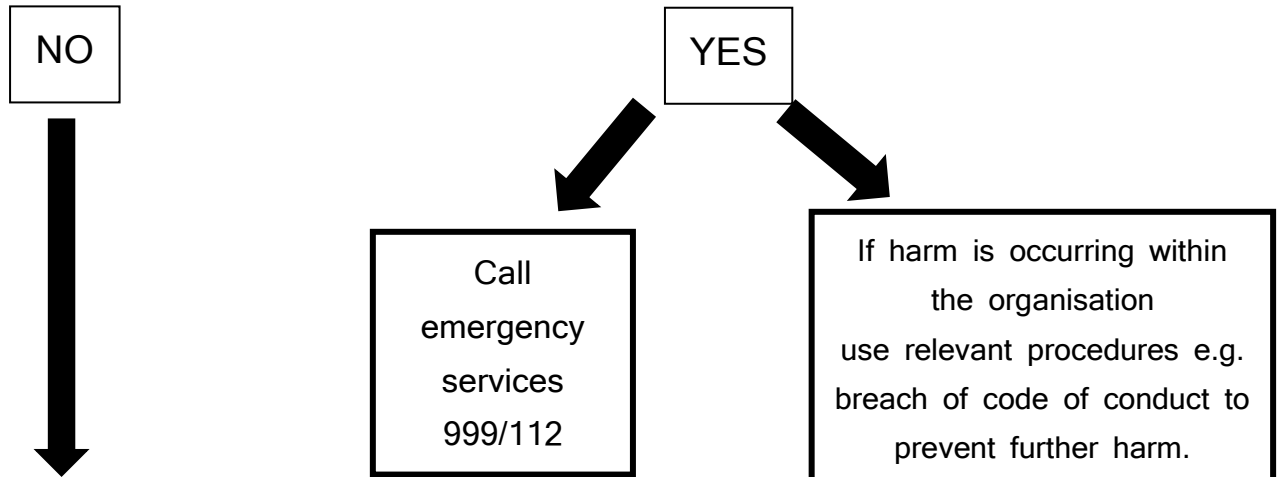 NO
YES
Call
emergency
services
999/112
If harm is occurring within
the organisation
use relevant procedures e.g.
breach of code of conduct to
prevent further harm.